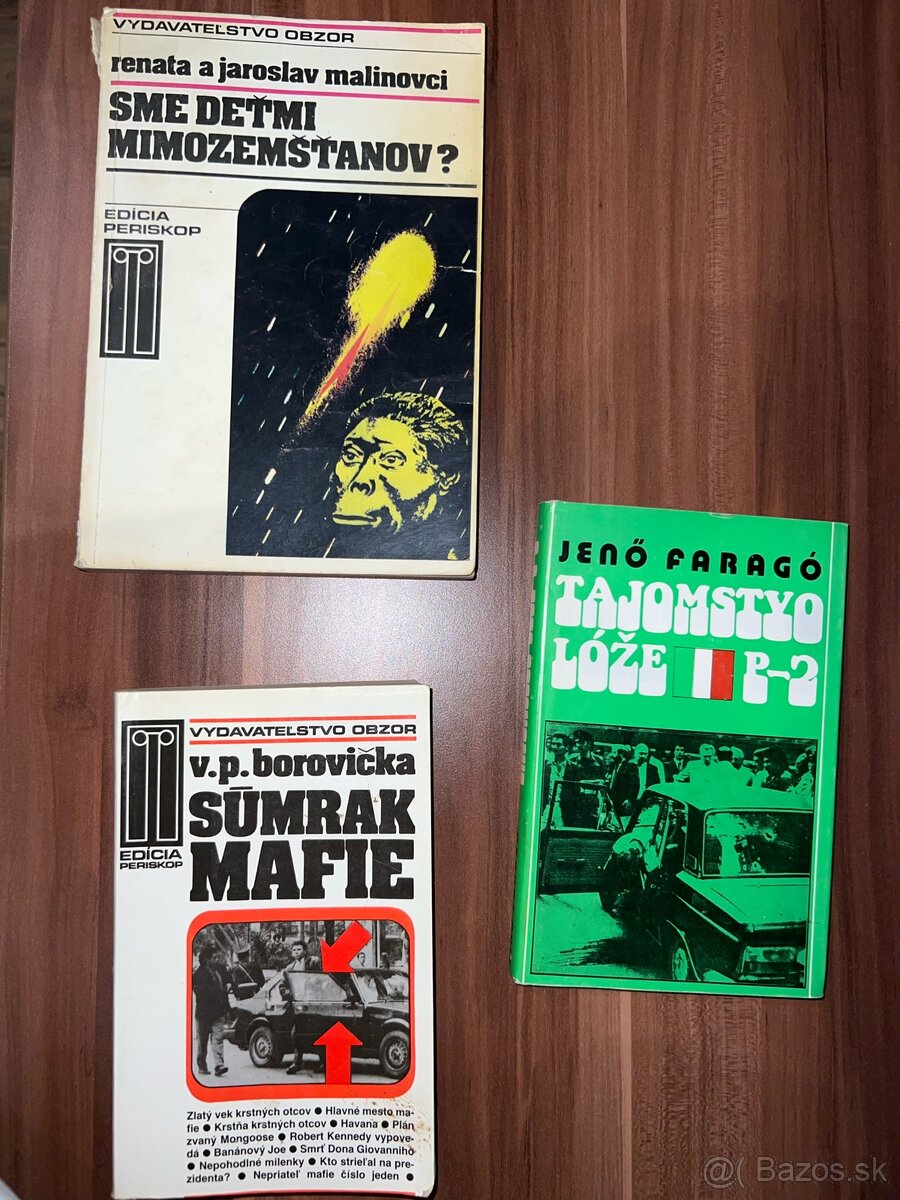 VYDAVATEĽSTVO OBZOR
renata a jaroslav malinovci
SME DEŤMI
MIMOZEMŠŤANOV?
EDÍCIA
PERISKOP
JENŐ FARAGÓ
TAJOMSTVO
LÓŽE P-2
VYDAVATEĽSTVO OBZOR
v.p. borovička
SÚMRAK
MAFIE
EDÍCIA
PERISKOP
Zlatý vek krstných otcov ● Hlavné mesto ma-
fie ● Krstňa krstných otcov ● Havana ● Plán
zvaný Mongoose ● Robert Kennedy vypove-
dá ● Banánový Joe ● Smrť Dona Giovanniho
● Nepohodlné milenky ● Kto strieľal na pre-
zidenta? ● Nepriateľ mafie číslo jeden ●
@( Bazos.sk